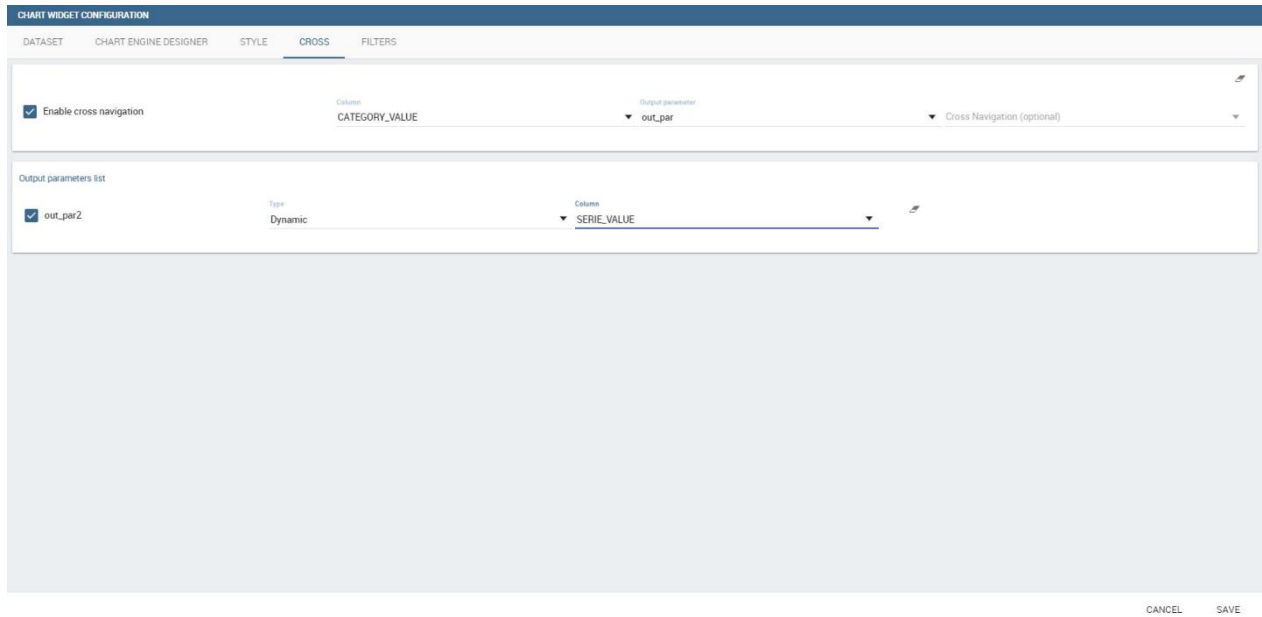 CHART WIDGET CONFIGURATION
DATASET CHART ENGINE DESIGNER STYLE CROSS FILTERS
Enable cross navigation
Column
CATEGORY_VALUE
Output parameter
out_par
Cross Navigation (optional)
Output parameters list
out_par2
Type
Dynamic
Column
SERIE_VALUE
CANCEL SAVE